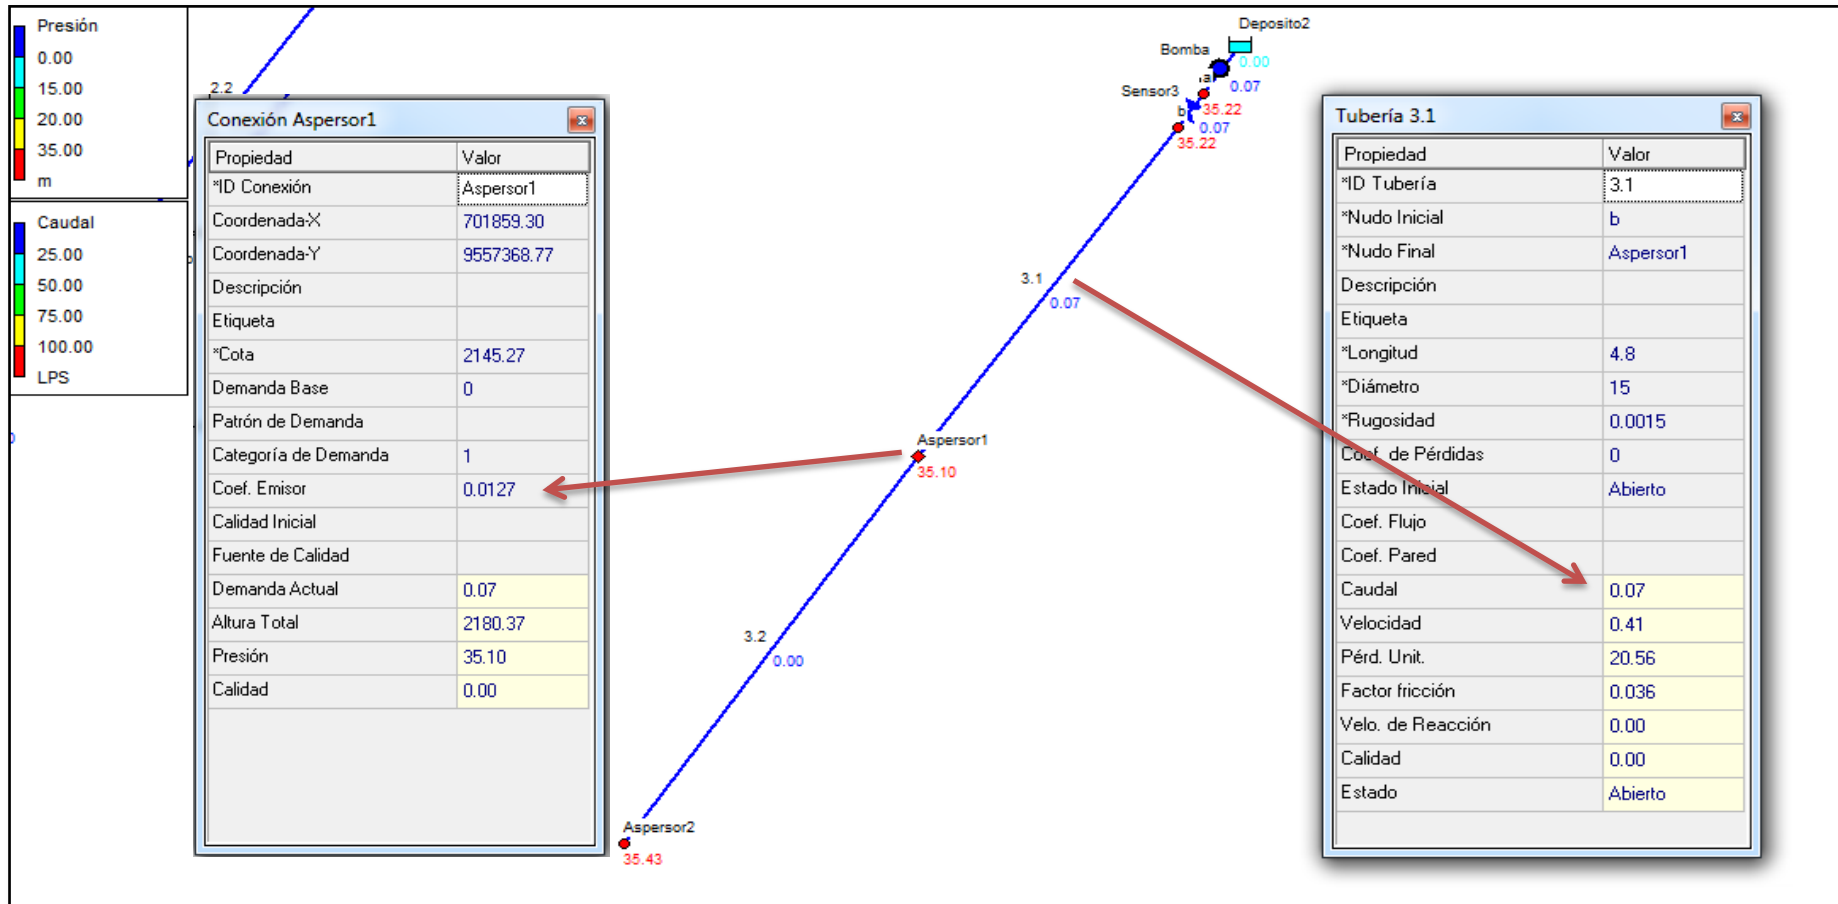 Presión
0.00
15.00
20.00
35.00
m
Caudal
25.00
50.00
75.00
100.00
LPS
2.2
Conexión Aspersor1
Propiedad Valor
*ID Conexión Aspersor1
Coordenada-X 701859.30
Coordenada-Y 9557368.77
Descripción
Etiqueta
*Cota 2145.27
Demanda Base 0
Patrón de Demanda
Categoría de Demanda 1
Coef. Emisor 0.0127
Calidad Inicial
Fuente de Calidad
Demanda Actual 0.07
Altura Total 2180.37
Presión 35.10
Calidad 0.00
Deposito2
0.00
Bomba
a
0.07
Sensor3
35.22
b
0.07
35.22
3.1
0.07
Aspersor1
35.10
3.2
0.00
Aspersor2
35.43
Tubería 3.1
Propiedad Valor
*ID Tubería 3.1
*Nudo Inicial b
*Nudo Final Aspersor1
Descripción
Etiqueta
*Longitud 4.8
*Diámetro 15
*Rugosidad 0.0015
Coef. de Pérdidas 0
Estado Inicial Abierto
Coef. Flujo
Coef. Pared
Caudal 0.07
Velocidad 0.41
Pérd. Unit. 20.56
Factor fricción 0.036
Velo. de Reacción 0.00
Calidad 0.00
Estado Abierto